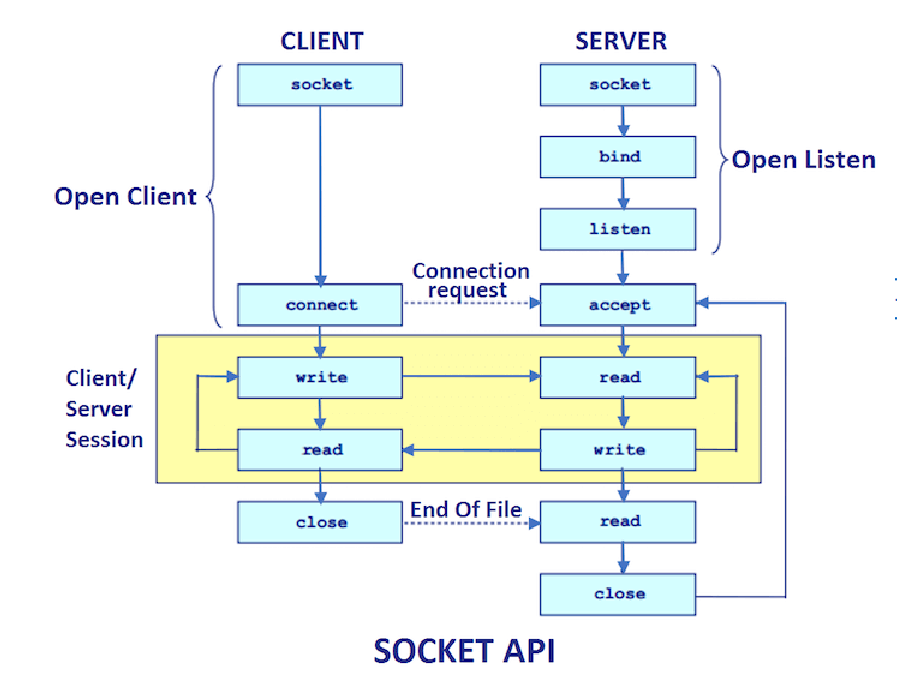 CLIENT
SERVER
socket
socket
bind
Open Listen
Open Client
listen
Connection
request
connect
accept
Client/
Server
Session
write
read
read
write
close
End Of File
read
close
SOCKET API